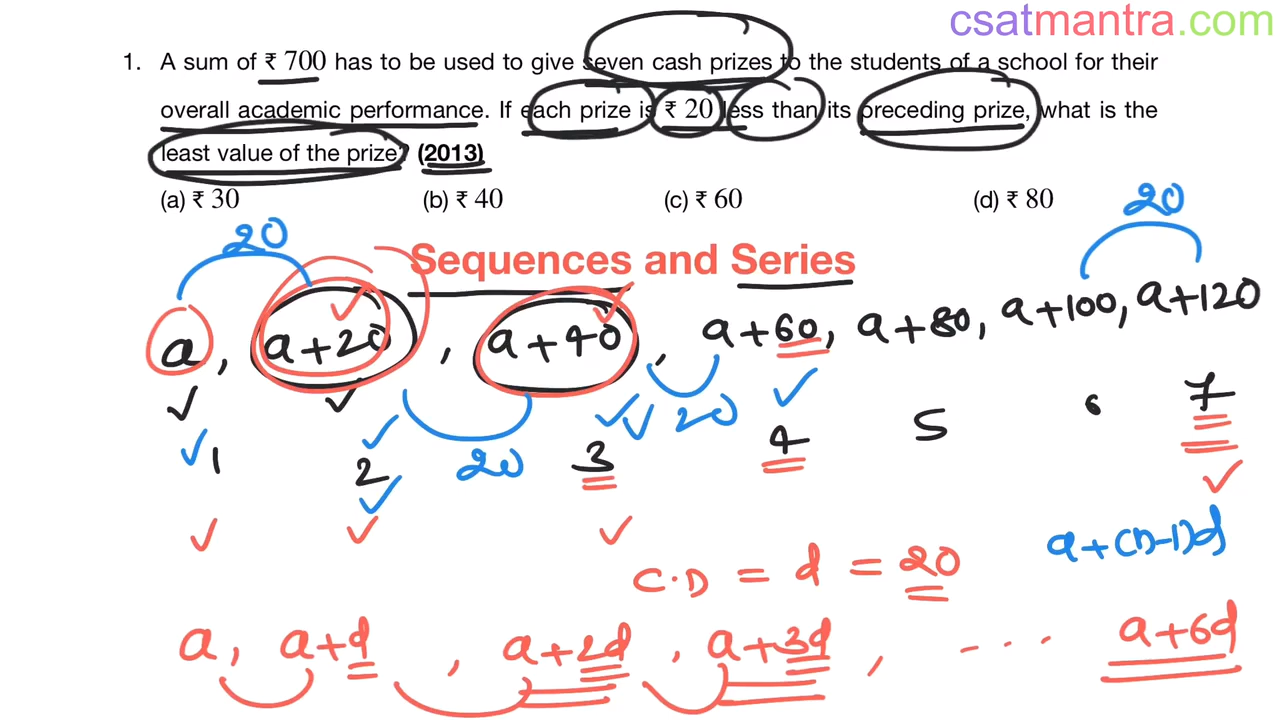 csatmantra.com
1. A sum of ₹ 700 has to be used to give seven cash prizes to the students of a school for their
overall academic performance. If each prize is ₹ 20 less than its preceding prize, what is the
least value of the prize? (2013)
(a) ₹ 30 (b) ₹ 40 (c) ₹ 60 (d) ₹ 80
20 20
Sequences and Series
a, a+20, a+40, a+60, a+80, a+100, a+120
20 20
1 2 3 4 5 6 7
a+(n-1)d
C.D = d = 20
a, a+d, a+2d, a+3d, ... a+6d